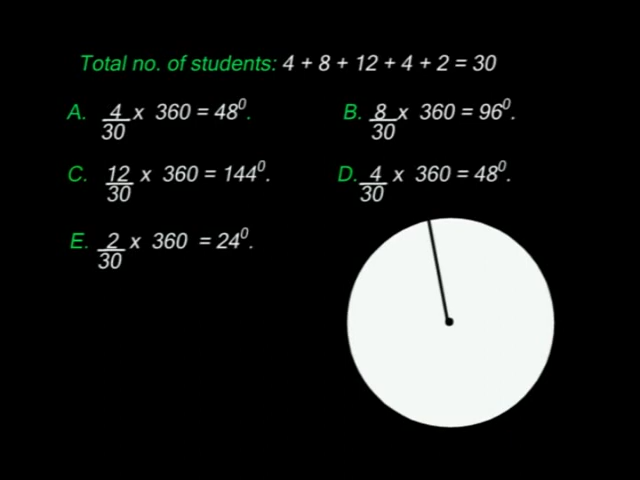 Total no. of students: 4 + 8 + 12 + 4 + 2 = 30
A. 4/30 x 360 = 48⁰. B. 8/30 x 360 = 96⁰.
C. 12/30 x 360 = 144⁰. D. 4/30 x 360 = 48⁰.
E. 2/30 x 360 = 24⁰.